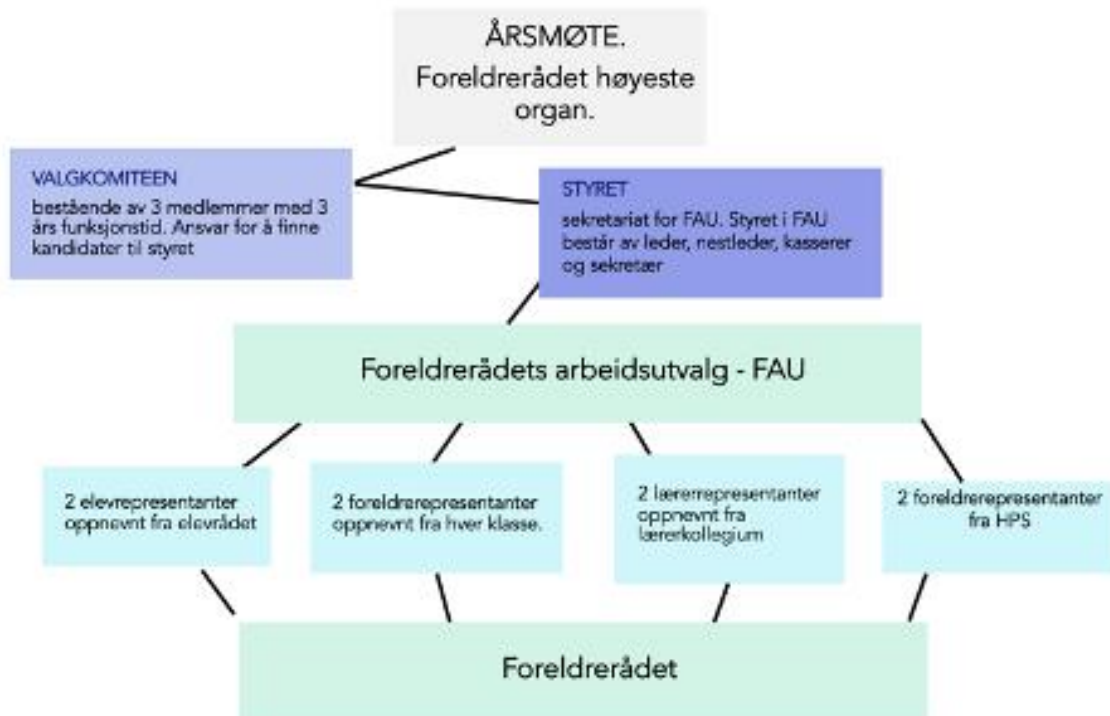 ÅRSMØTE.
Foreldrerådet høyeste
organ.
VALGKOMITEEN
bestående av 3 medlemmer med 3
års funksjonstid. Ansvar for å finne
kandidater til styret
STYRET
sekretariat for FAU. Styret i FAU
består av leder, nestleder, kasserer
og sekretær
Foreldrerådets arbeidsutvalg - FAU
2 elevrepresentanter
oppnevnt fra elevrådet
2 foreldrerepresentanter
oppnevnt fra hver klasse.
2 lærerrepresentanter
oppnevnt fra
lærerkollegium
2 foreldrerepresentanter
fra HPS
Foreldrerådet